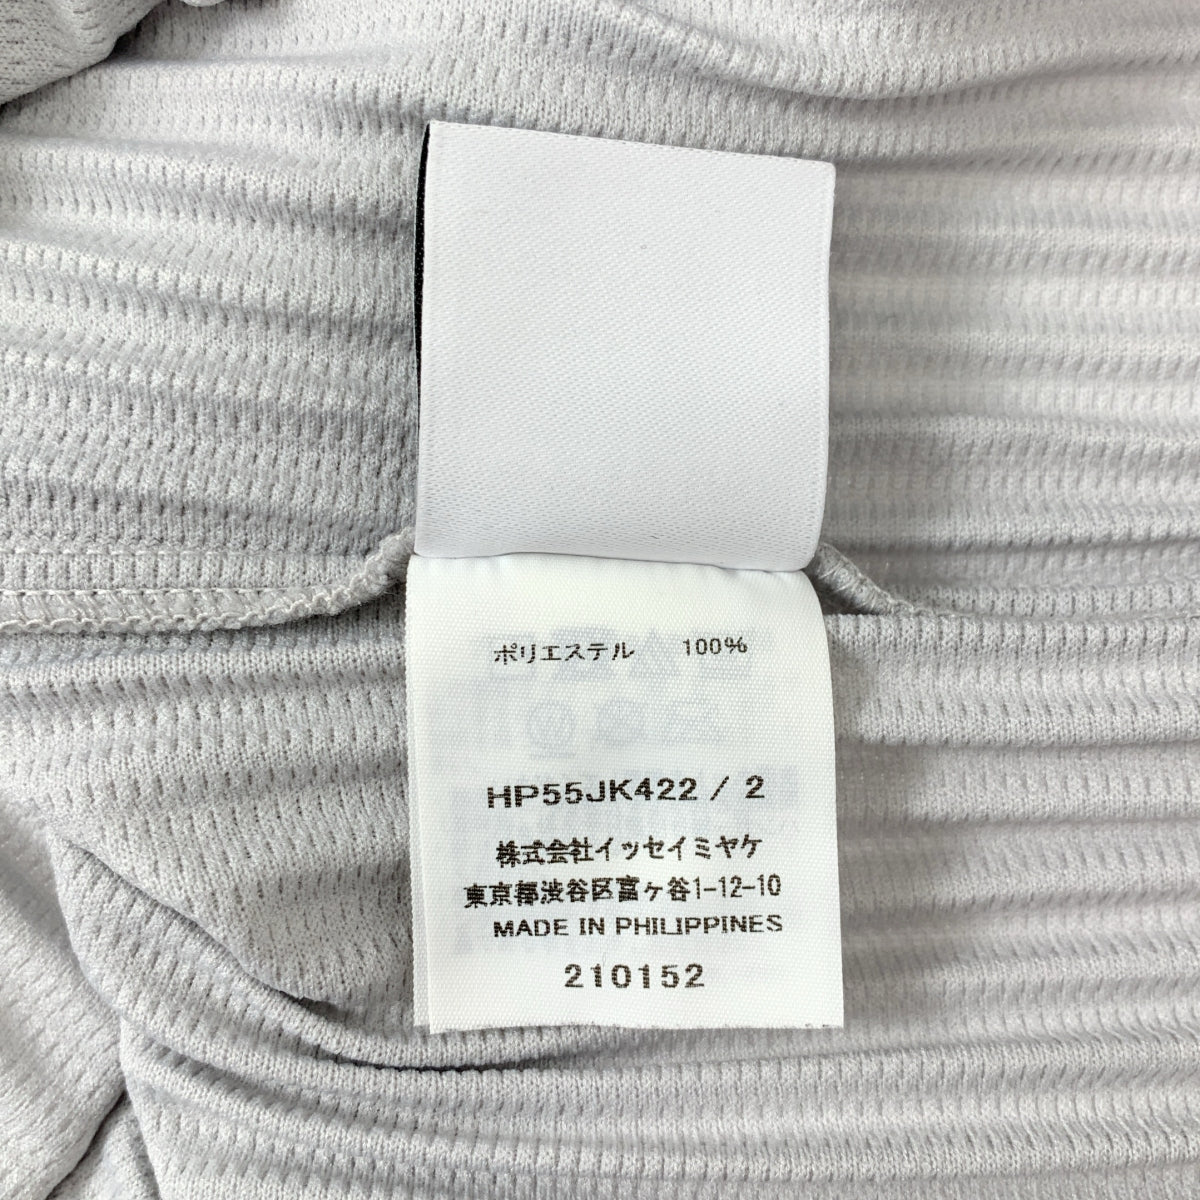 ポリエステル 100%
HP55JK422 / 2
株式会社イッセイミヤケ
東京都渋谷区富ヶ谷1-12-10
MADE IN PHILIPPINES
210152